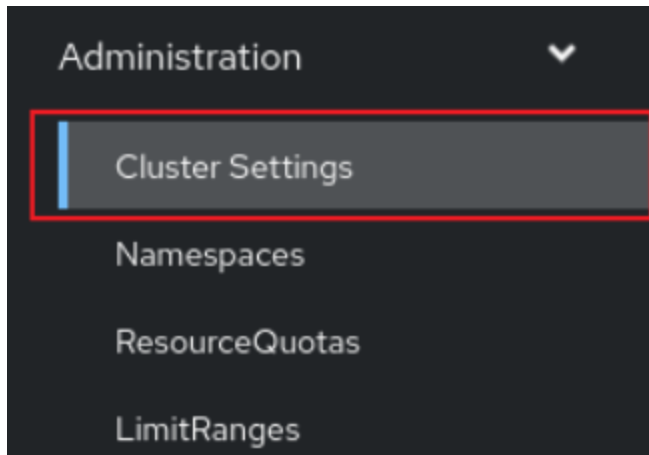 Administration
Cluster Settings
Namespaces
ResourceQuotas
LimitRanges